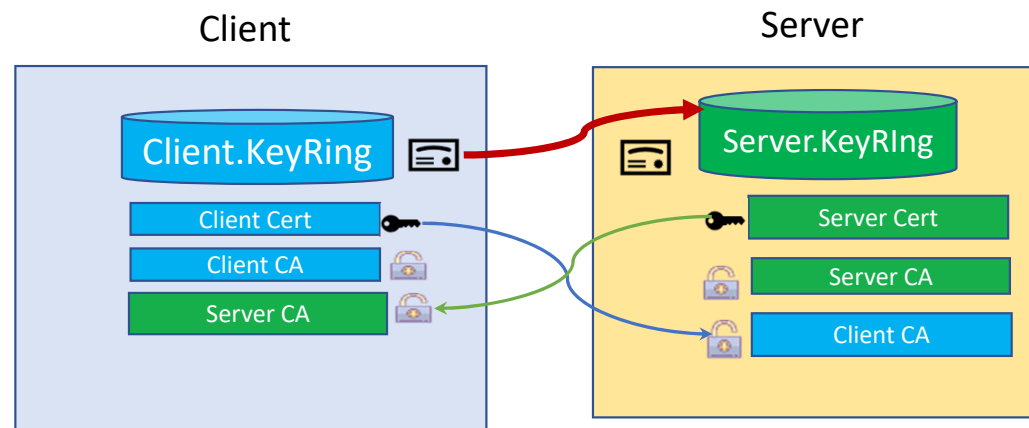 Client
Server
Client.KeyRing
Client Cert
Client CA
Server CA
Server.KeyRIng
Server Cert
Server CA
Client CA